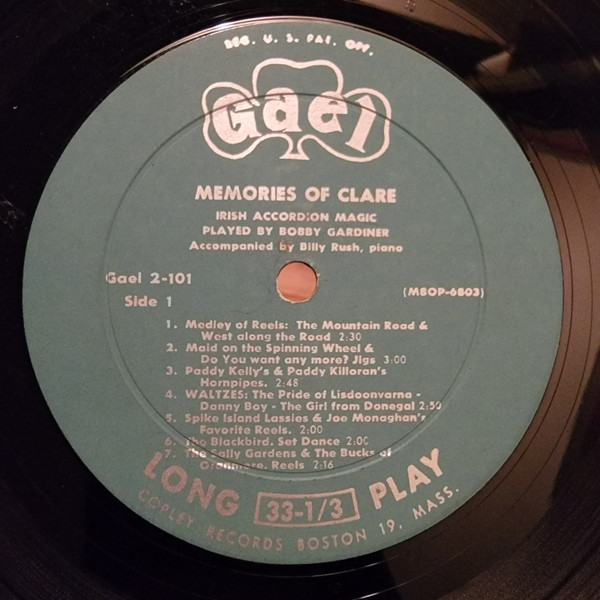 REG. U. S. PAT. OFF.
Gael
MEMORIES OF CLARE
IRISH ACCORDION MAGIC
PLAYED BY BOBBY GARDINER
Accompanied by Billy Rush, piano
Gael 2-101
(M8OP-6803)
Side 1
1. Medley of Reels: The Mountain Road &
West along the Road 2:30
2. Maid on the Spinning Wheel &
Do You want any more? Jigs 3:00
3. Paddy Kelly's & Paddy Killoran's
Hornpipes. 2:48
4. WALTZES: The Pride of Lisdoonvarna -
Danny Boy - The Girl from Donegal 2:50
5. Spike Island Lassies & Joe Monaghan's
Favorite Reels. 2:00
6. The Blackbird. Set Dance 2:00
7. The Sally Gardens & The Bucks of
Oranmore. Reels 2:16
LONG 33-1/3 PLAY
COPLEY RECORDS BOSTON 19, MASS.